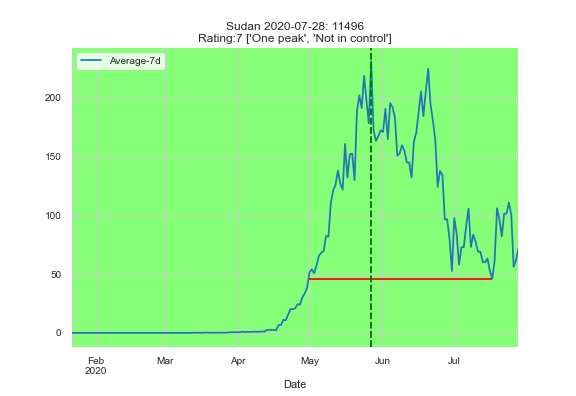 Sudan 2020-07-28: 11496
Rating:7 ['One peak', 'Not in control']
Average-7d
200
150
100
50
0
Feb Mar Apr May Jun Jul
2020
Date